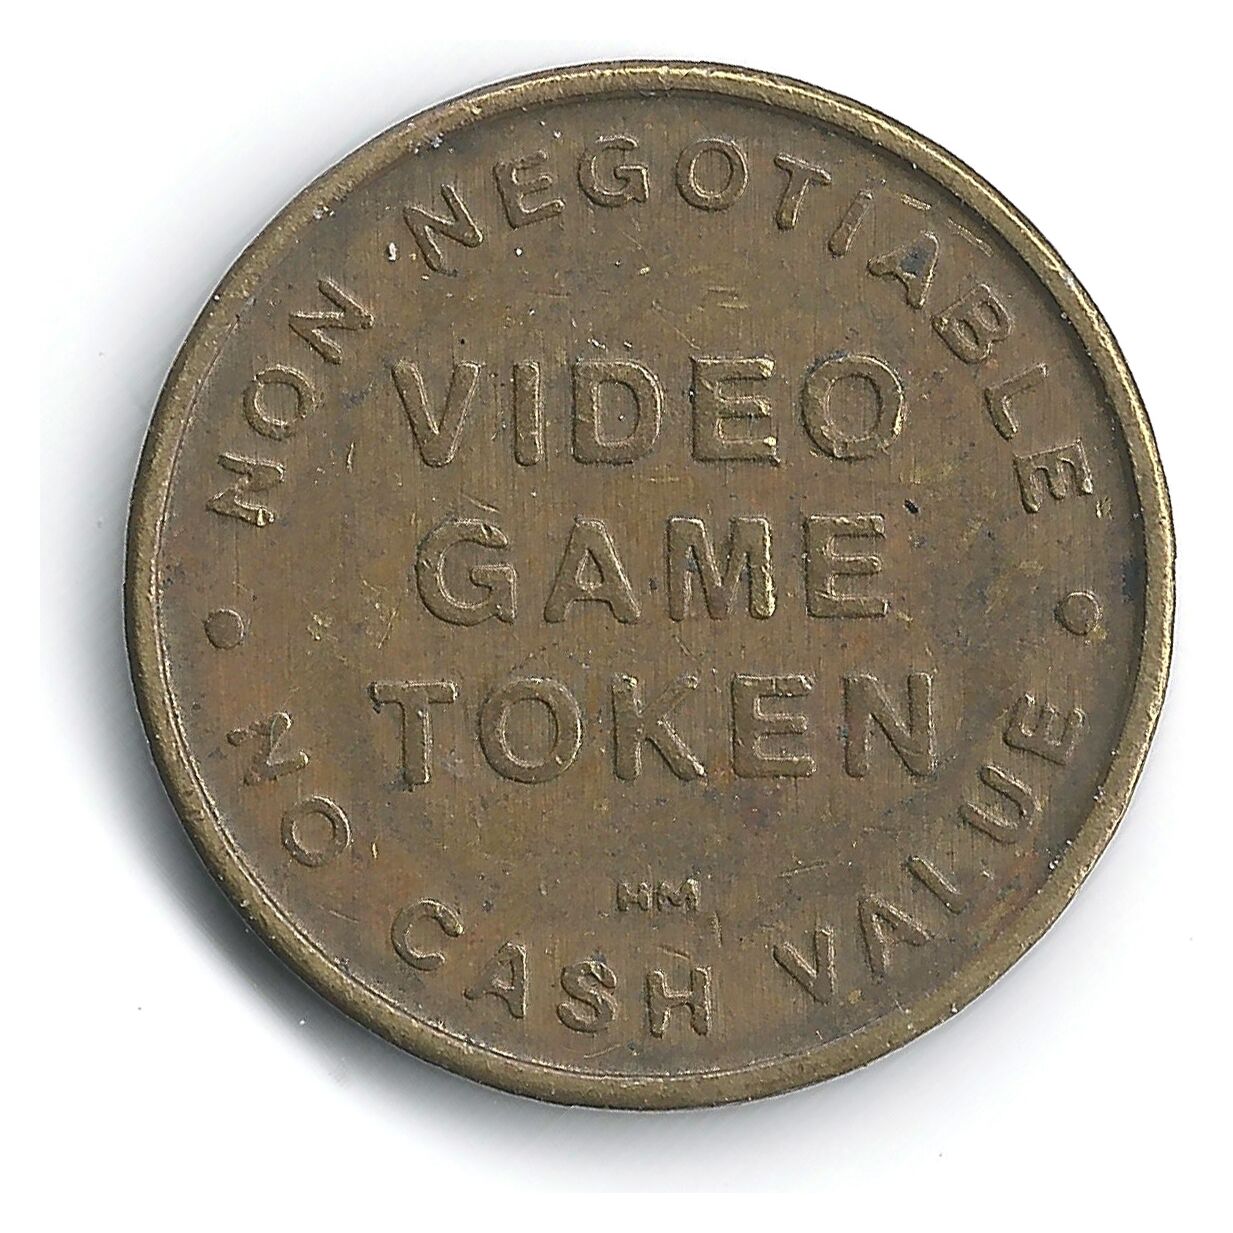 NON NEGOTIABLE
VIDEO
GAME
TOKEN
HM
NO CASH VALUE